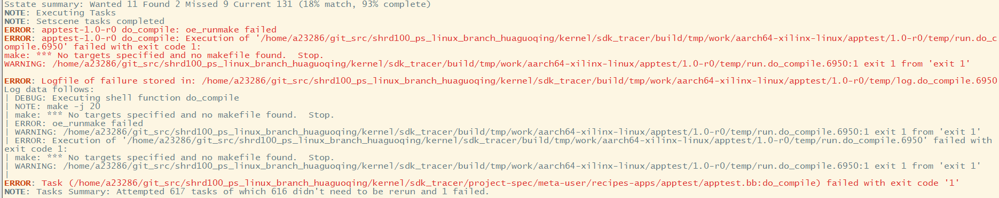 Sstate summary: Wanted 11 Found 2 Missed 9 Current 131 (18% match, 93% complete)
NOTE: Executing Tasks
NOTE: Setscene tasks completed
ERROR: apptest-1.0-r0 do_compile: oe_runmake failed
ERROR: apptest-1.0-r0 do_compile: Execution of '/home/a23286/git_src/shrd100_ps_linux_branch_huaguoqing/kernel/sdk_tracer/build/tmp/work/aarch64-xilinx-linux/apptest/1.0-r0/temp/run.do_c
ompile.6950' failed with exit code 1:
make: *** No targets specified and no makefile found.  Stop.
WARNING: /home/a23286/git_src/shrd100_ps_linux_branch_huaguoqing/kernel/sdk_tracer/build/tmp/work/aarch64-xilinx-linux/apptest/1.0-r0/temp/run.do_compile.6950:1 exit 1 from 'exit 1'
ERROR: Logfile of failure stored in: /home/a23286/git_src/shrd100_ps_linux_branch_huaguoqing/kernel/sdk_tracer/build/tmp/work/aarch64-xilinx-linux/apptest/1.0-r0/temp/log.do_compile.6950
Log data follows:
| DEBUG: Executing shell function do_compile
| NOTE: make -j 20
| make: *** No targets specified and no makefile found.  Stop.
| ERROR: oe_runmake failed
| WARNING: /home/a23286/git_src/shrd100_ps_linux_branch_huaguoqing/kernel/sdk_tracer/build/tmp/work/aarch64-xilinx-linux/apptest/1.0-r0/temp/run.do_compile.6950:1 exit 1 from 'exit 1'
| ERROR: Execution of '/home/a23286/git_src/shrd100_ps_linux_branch_huaguoqing/kernel/sdk_tracer/build/tmp/work/aarch64-xilinx-linux/apptest/1.0-r0/temp/run.do_compile.6950' failed with
exit code 1:
| make: *** No targets specified and no makefile found.  Stop.
| WARNING: /home/a23286/git_src/shrd100_ps_linux_branch_huaguoqing/kernel/sdk_tracer/build/tmp/work/aarch64-xilinx-linux/apptest/1.0-r0/temp/run.do_compile.6950:1 exit 1 from 'exit 1'
|
ERROR: Task (/home/a23286/git_src/shrd100_ps_linux_branch_huaguoqing/kernel/sdk_tracer/project-spec/meta-user/recipes-apps/apptest/apptest.bb:do_compile) failed with exit code '1'
NOTE: Tasks Summary: Attempted 617 tasks of which 616 didn't need to be rerun and 1 failed.